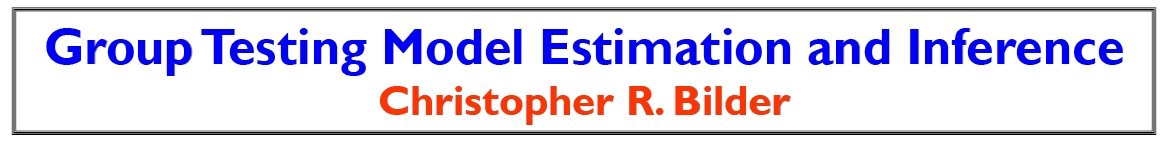 Group Testing Model Estimation and Inference
Christopher R. Bilder